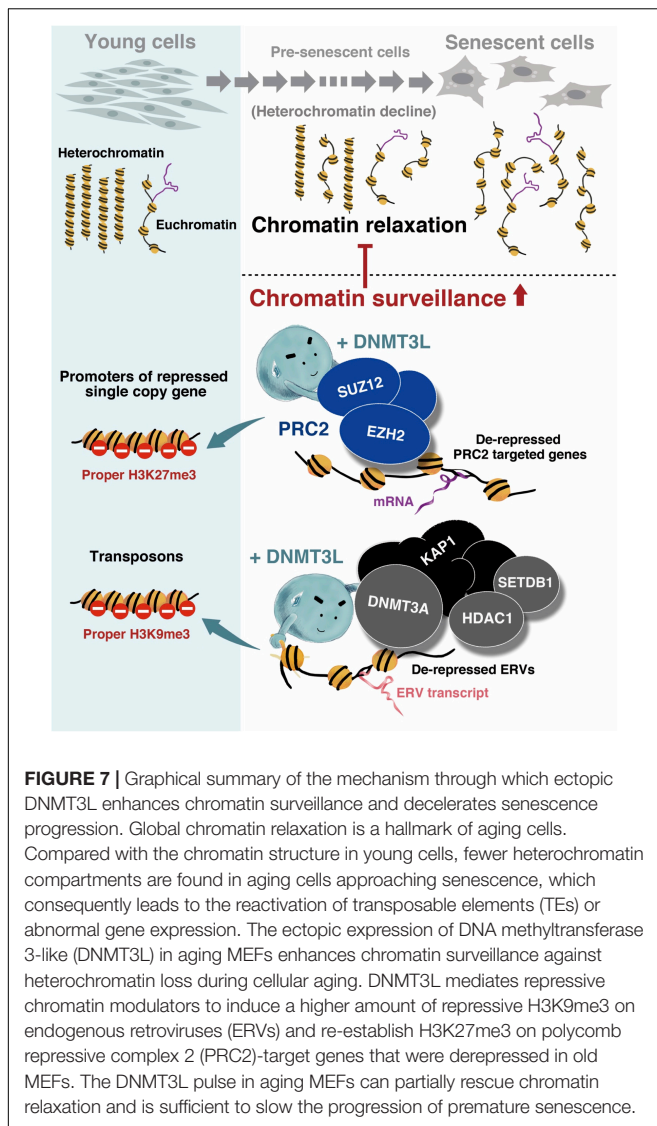 Young cells
Pre-senescent cells
Senescent cells
(Heterochromatin decline)
Heterochromatin
Euchromatin
Chromatin relaxation
Chromatin surveillance
+ DNMT3L
Promoters of repressed
single copy gene
SUZ12
PRC2
EZH2
De-repressed
PRC2 targeted genes
Proper H3K27me3
mRNA
Transposons
+ DNMT3L
KAP1
SETDB1
DNMT3A
HDAC1
Proper H3K9me3
De-repressed ERVs
ERV transcript
FIGURE 7 | Graphical summary of the mechanism through which ectopic
DNMT3L enhances chromatin surveillance and decelerates senescence
progression. Global chromatin relaxation is a hallmark of aging cells.
Compared with the chromatin structure in young cells, fewer heterochromatin
compartments are found in aging cells approaching senescence, which
consequently leads to the reactivation of transposable elements (TEs) or
abnormal gene expression. The ectopic expression of DNA methyltransferase
3-like (DNMT3L) in aging MEFs enhances chromatin surveillance against
heterochromatin loss during cellular aging. DNMT3L mediates repressive
chromatin modulators to induce a higher amount of repressive H3K9me3 on
endogenous retroviruses (ERVs) and re-establish H3K27me3 on polycomb
repressive complex 2 (PRC2)-target genes that were derepressed in old
MEFs. The DNMT3L pulse in aging MEFs can partially rescue chromatin
relaxation and is sufficient to slow the progression of premature senescence.